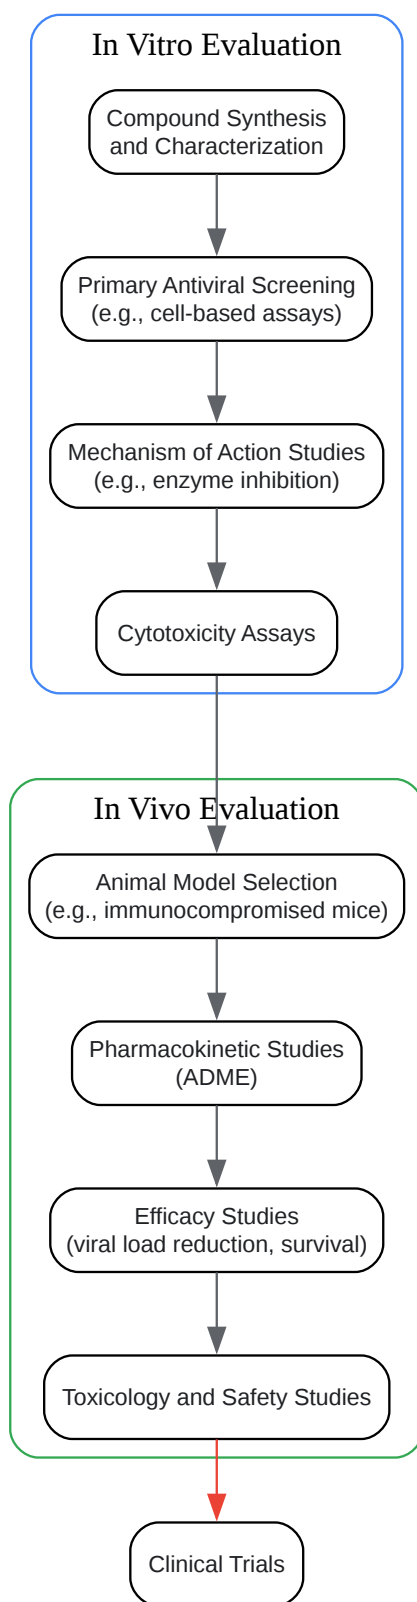 In Vitro Evaluation
Compound Synthesis
and Characterization
Primary Antiviral Screening
(e.g., cell-based assays)
Mechanism of Action Studies
(e.g., enzyme inhibition)
Cytotoxicity Assays
In Vivo Evaluation
Animal Model Selection
(e.g., immunocompromised mice)
Pharmacokinetic Studies
(ADME)
Efficacy Studies
(viral load reduction, survival)
Toxicology and Safety Studies
Clinical Trials